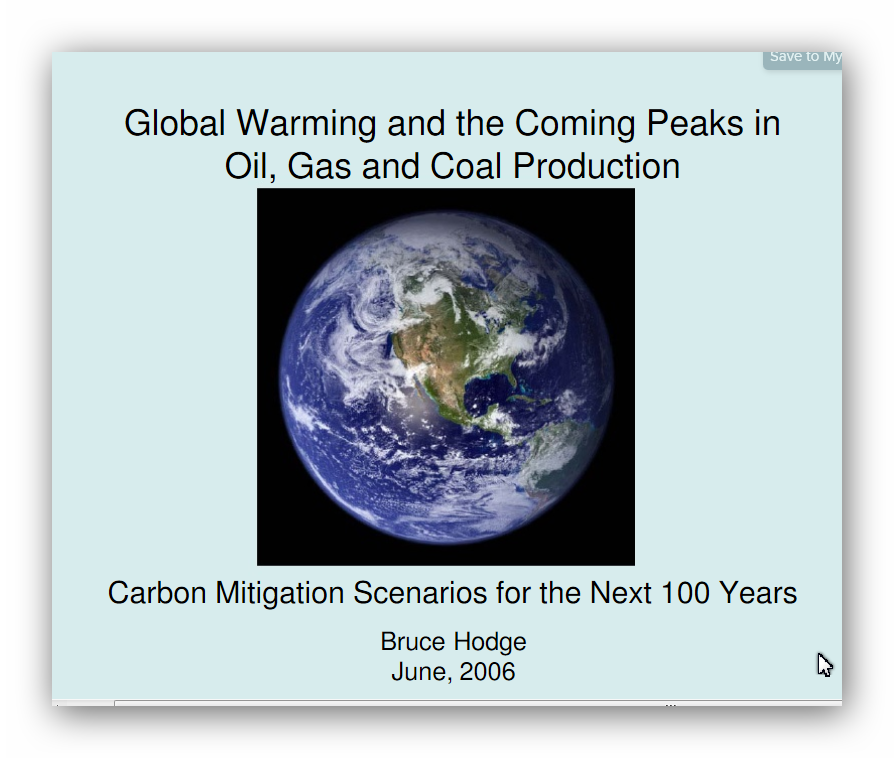 Save to My
Global Warming and the Coming Peaks in
Oil, Gas and Coal Production
Carbon Mitigation Scenarios for the Next 100 Years
Bruce Hodge
June, 2006